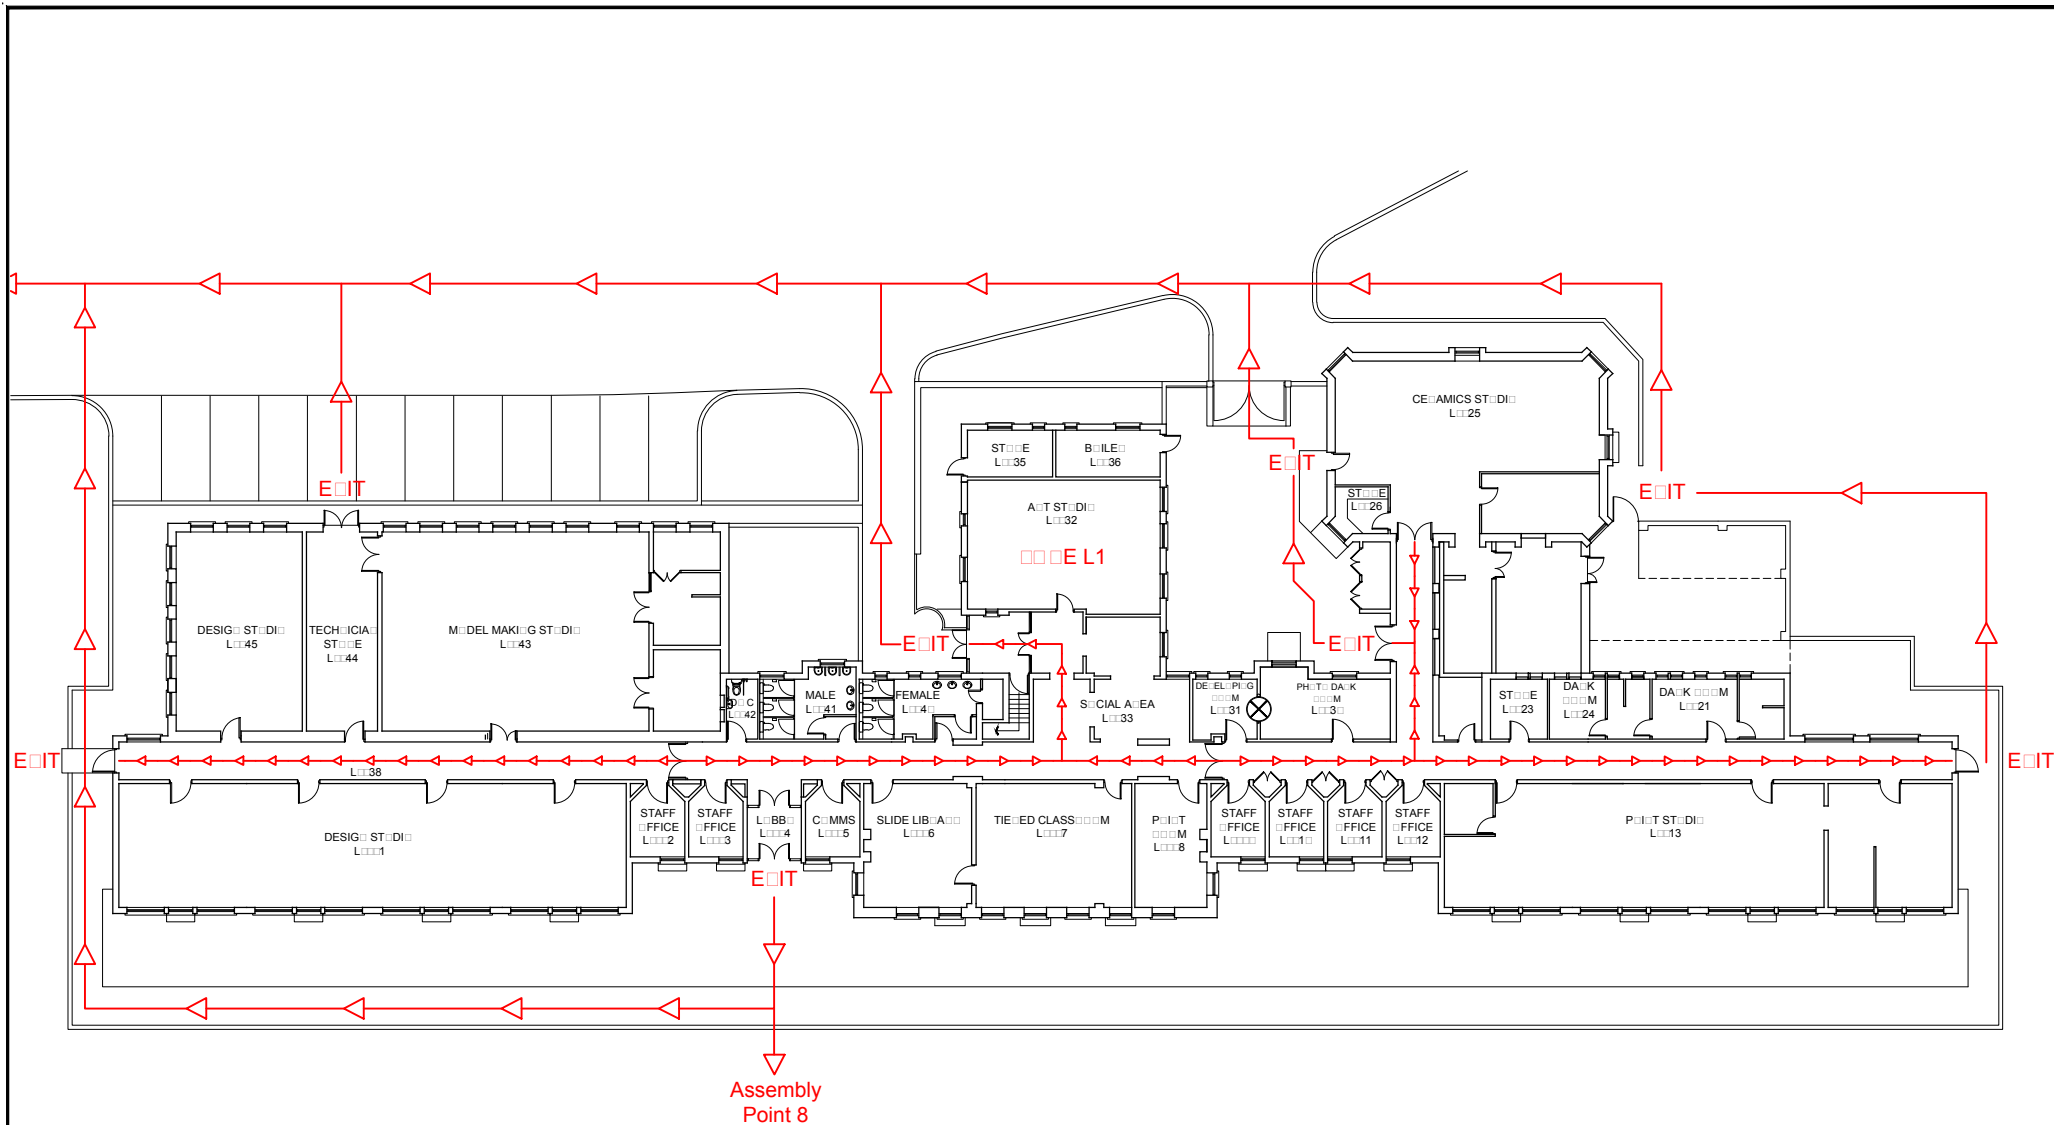 CE□AMICS ST□DI□
L□□25
ST□□E
L□□35
B□ILE□
L□□36
E□IT
E□IT
E□IT
ST□□E
L□□26
A□T ST□DI□
L□□32
□□□E L1
DESIG□ ST□DI□
L□□45
TECH□ICIA□
ST□□E
L□□44
M□DEL MAKI□G ST□DI□
L□□43
E□IT
E□IT
D□C
L□□42
MALE
L□□41
FEMALE
L□□4□
S□CIAL A□EA
L□□33
DE□EL□PI□G
□□□M
L□□31
PH□T□ DA□K
□□□M
L□□3□
ST□□E
L□□23
DA□K
□□□M
L□□24
DA□K □□□M
L□□21
E□IT
L□□38
E□IT
DESIG□ ST□DI□
L□□□1
STAFF
□FFICE
L□□□2
STAFF
□FFICE
L□□□3
L□BB□
L□□□4
C□MMS
L□□□5
SLIDE LIB□A□□
L□□□6
TIE□ED CLASS□□□M
L□□□7
P□I□T
□□□M
L□□□8
STAFF
□FFICE
L□□□□
STAFF
□FFICE
L□□1□
STAFF
□FFICE
L□□11
STAFF
□FFICE
L□□12
P□I□T ST□DI□
L□□13
E□IT
Assembly
Point 8